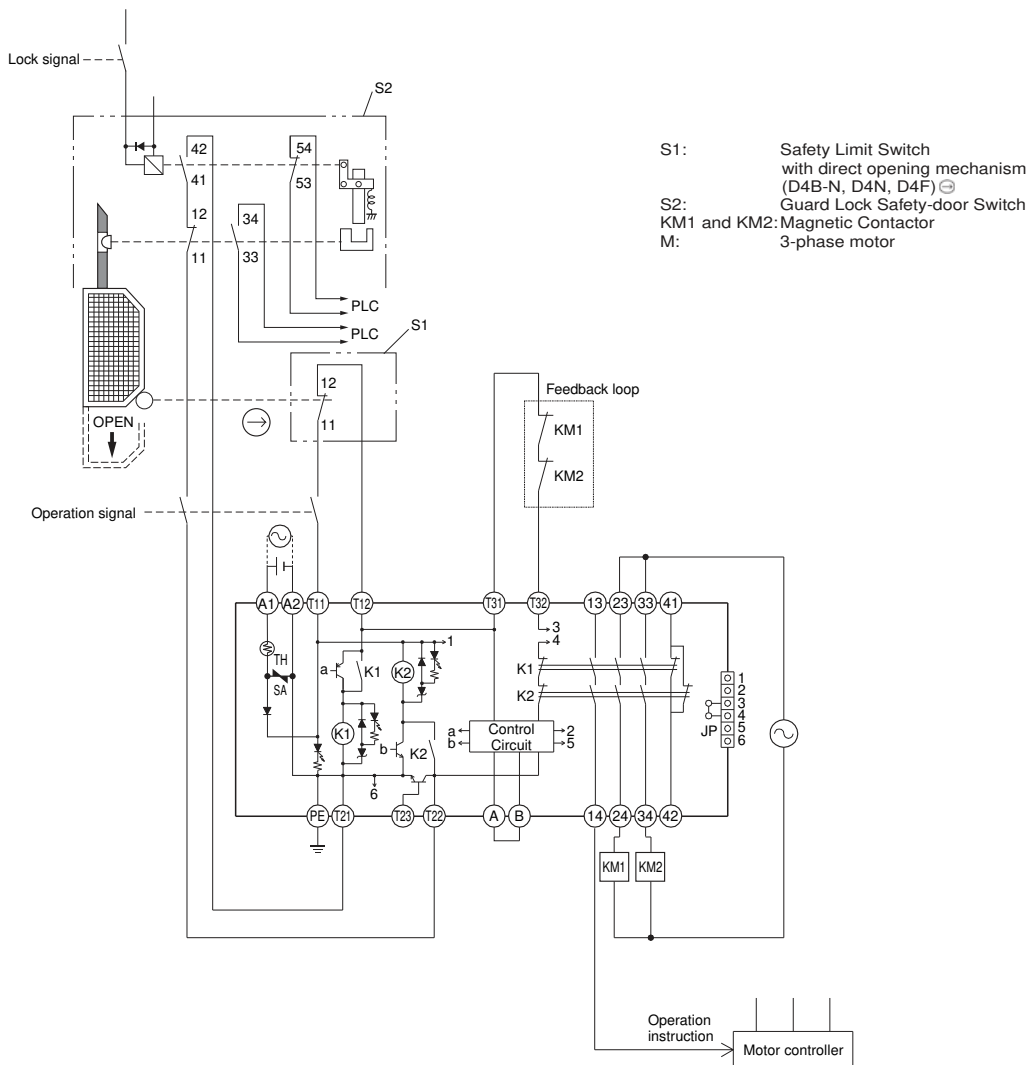 Lock signal
S2
42
41
54
53
12
11
34
33
PLC
PLC
S1
12
11
OPEN
Operation signal
S1: Safety Limit Switch
with direct opening mechanism
(D4B-N, D4N, D4F)
S2: Guard Lock Safety-door Switch
KM1 and KM2: Magnetic Contactor
M: 3-phase motor
Feedback loop
KM1
KM2
A1 A2 T11 T12 T31 T32 13 23 33 41
TH
SA
a
K1
K2
1
3
4
K1
K2
K1
b
K2
a
b
Control
Circuit
2
5
6
JP
1
2
3
4
5
6
PE T21 T23 T22 A B 14 24 34 42
KM1
KM2
Operation
instruction
Motor controller